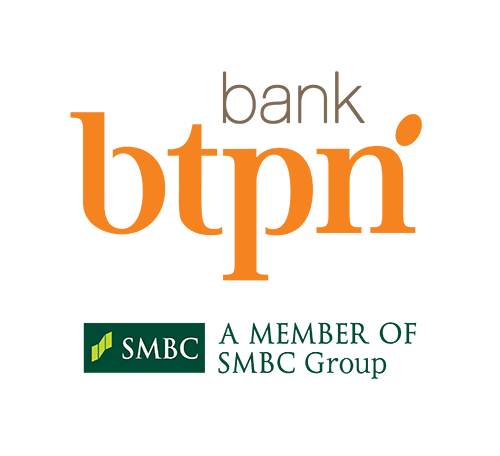 bank
btpn
SMBC
A MEMBER OF
SMBC Group